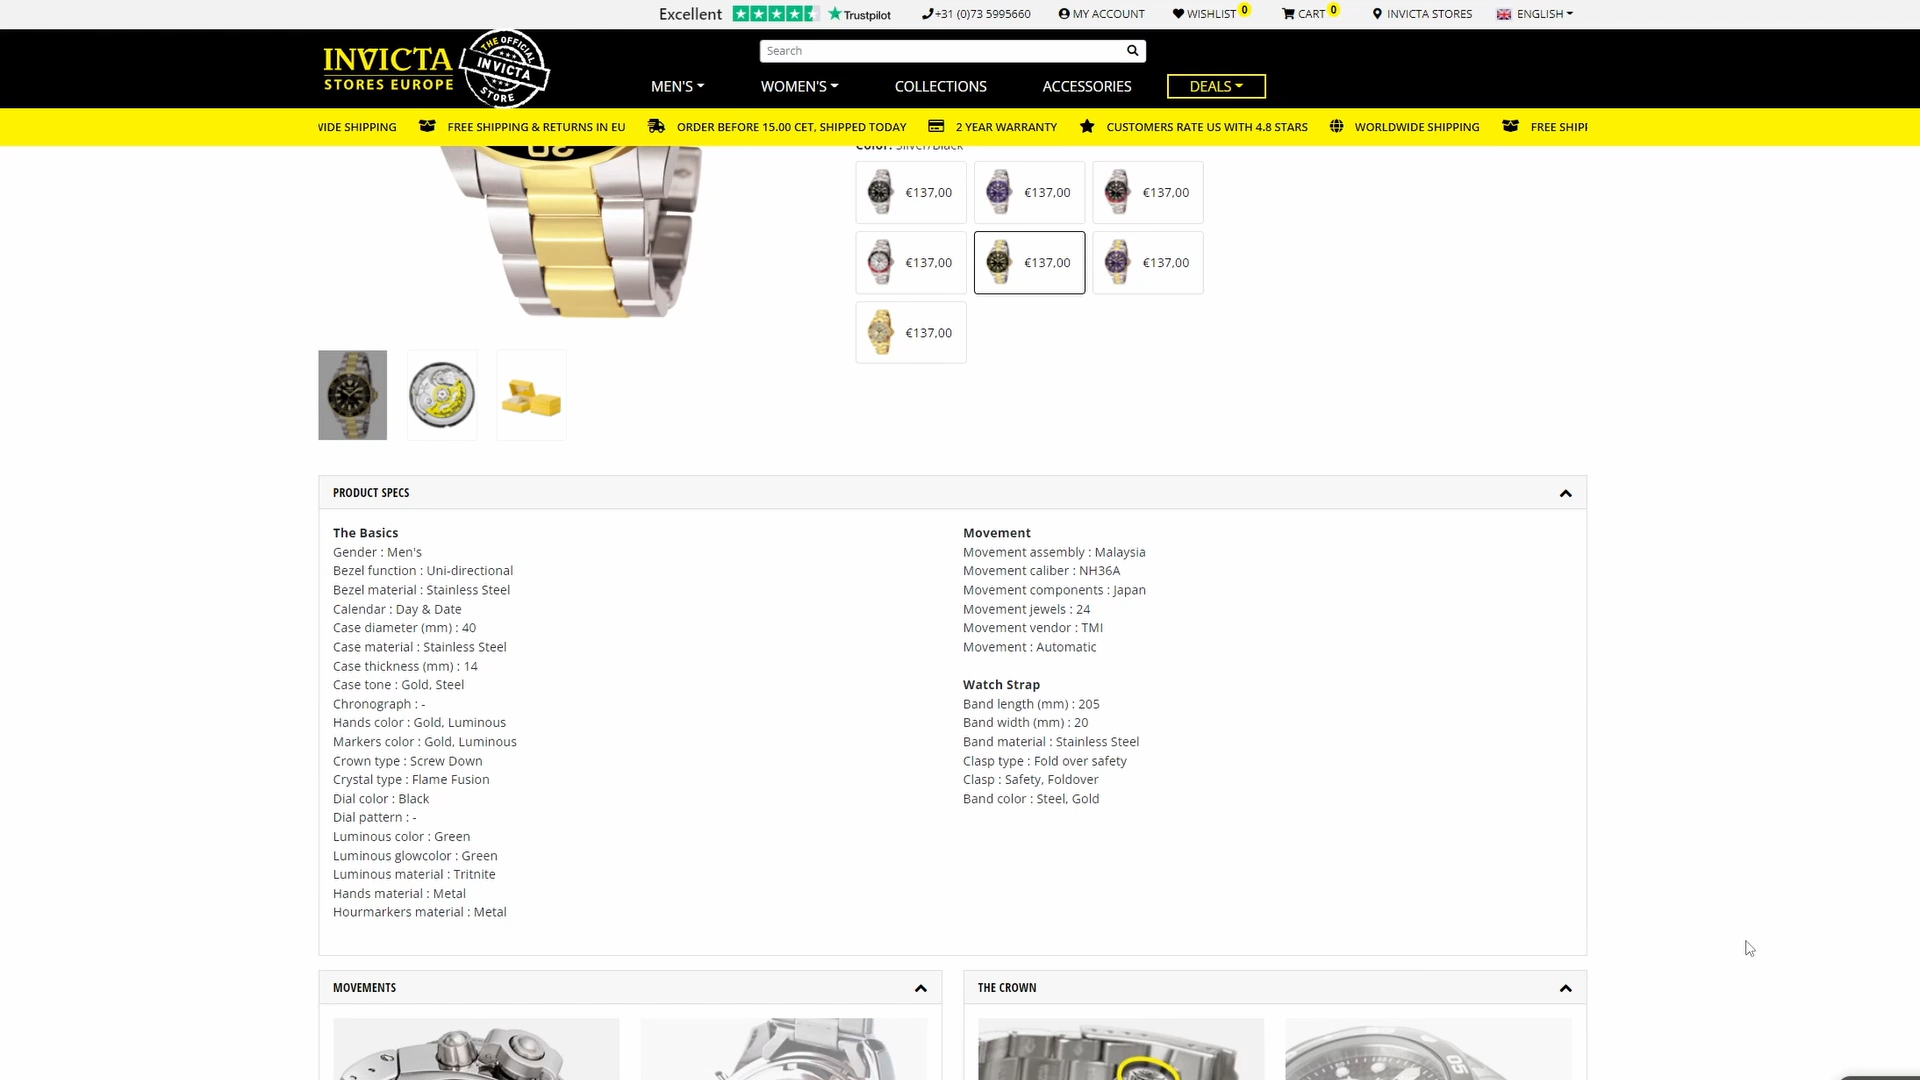 Excellent
Trustpilot
+31 (0)73 5995660
MY ACCOUNT
WISHLIST 0
CART 0
INVICTA STORES
ENGLISH
INVICTA
STORES EUROPE
THE OFFICIAL
INVICTA
STORE
Search
MEN'S
WOMEN'S
COLLECTIONS
ACCESSORIES
DEALS
WIDE SHIPPING
FREE SHIPPING & RETURNS IN EU
ORDER BEFORE 15.00 CET, SHIPPED TODAY
2 YEAR WARRANTY
CUSTOMERS RATE US WITH 4.8 STARS
WORLDWIDE SHIPPING
FREE SHIPP
30
Color: Silver/Black
€137,00
€137,00
€137,00
€137,00
€137,00
€137,00
€137,00
PRODUCT SPECS
The Basics
Gender : Men's
Bezel function : Uni-directional
Bezel material : Stainless Steel
Calendar : Day & Date
Case diameter (mm) : 40
Case material : Stainless Steel
Case thickness (mm) : 14
Case tone : Gold, Steel
Chronograph : -
Hands color : Gold, Luminous
Markers color : Gold, Luminous
Crown type : Screw Down
Crystal type : Flame Fusion
Dial color : Black
Dial pattern : -
Luminous color : Green
Luminous glowcolor : Green
Luminous material : Tritnite
Hands material : Metal
Hourmarkers material : Metal
Movement
Movement assembly : Malaysia
Movement caliber : NH36A
Movement components : Japan
Movement jewels : 24
Movement vendor : TMI
Movement : Automatic
Watch Strap
Band length (mm) : 205
Band width (mm) : 20
Band material : Stainless Steel
Clasp type : Fold over safety
Clasp : Safety, Foldover
Band color : Steel, Gold
MOVEMENTS
THE CROWN
50